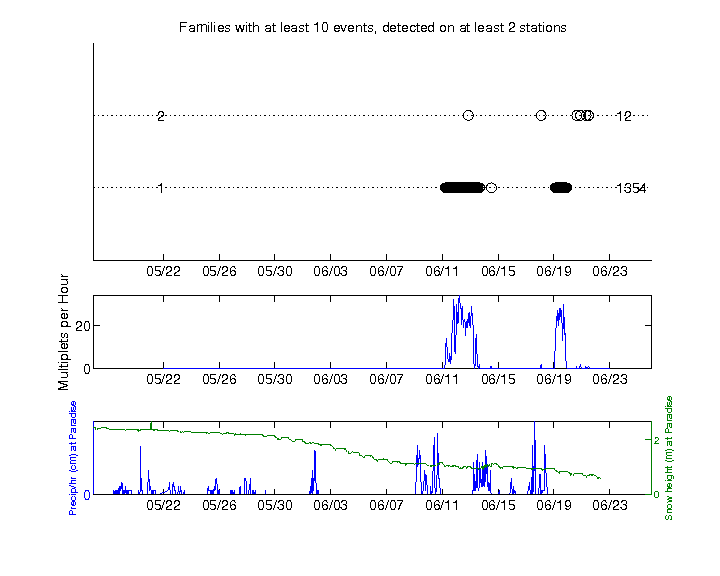 Families with at least 10 events, detected on at least 2 stations
2 12
1 1354
05/22 05/26 05/30 06/03 06/07 06/11 06/15 06/19 06/23
Multiplets per Hour
20
0
05/22 05/26 05/30 06/03 06/07 06/11 06/15 06/19 06/23
Precip/hr (cm) at Paradise
0
2
0
Snow height (m) at Paradise
05/22 05/26 05/30 06/03 06/07 06/11 06/15 06/19 06/23